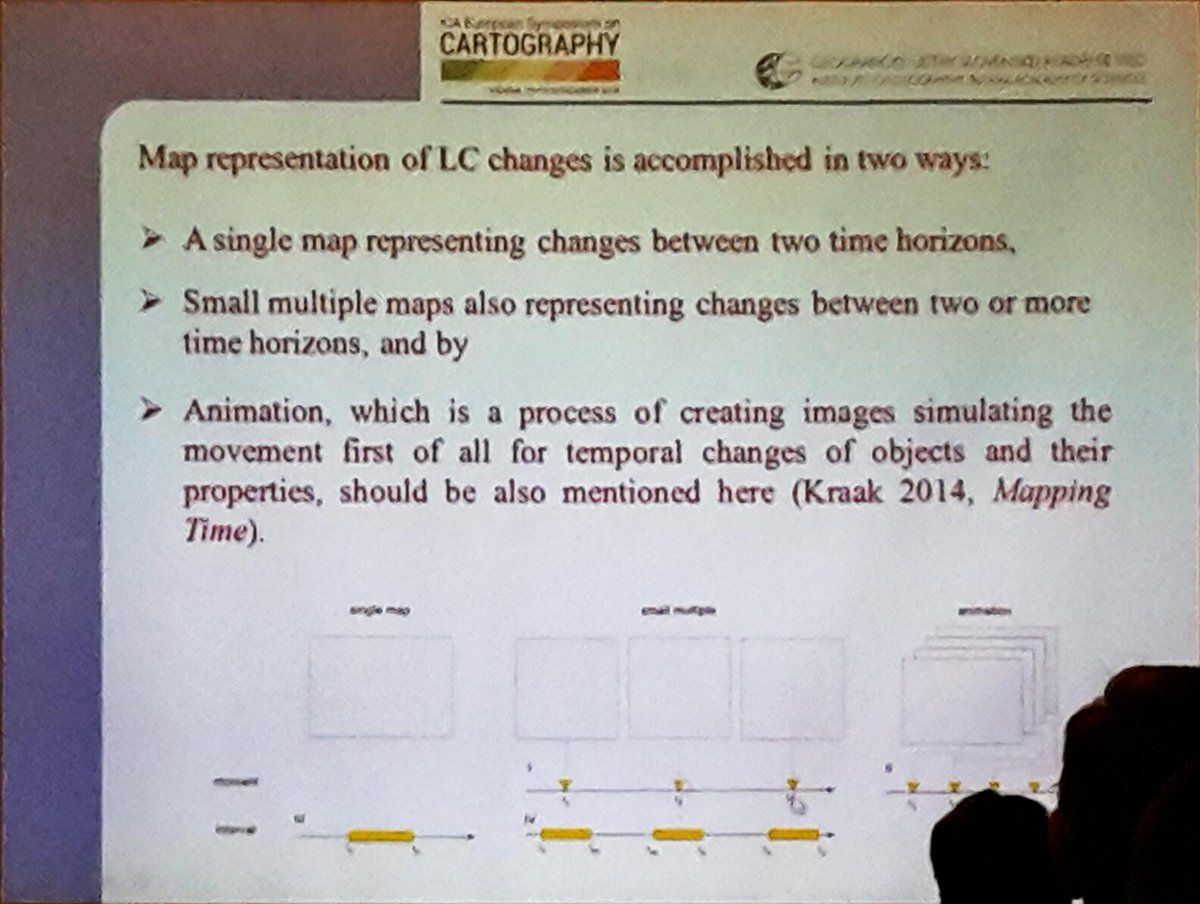 ICA European Symposium on
CARTOGRAPHY
Map representation of LC changes is accomplished in two ways:
A single map representing changes between two time horizons,
Small multiple maps also representing changes between two or more
time horizons, and by
Animation, which is a process of creating images simulating the
movement first of all for temporal changes of objects and their
properties, should be also mentioned here (Kraak 2014, Mapping
Time).
single map small multiple animation
moment
interval